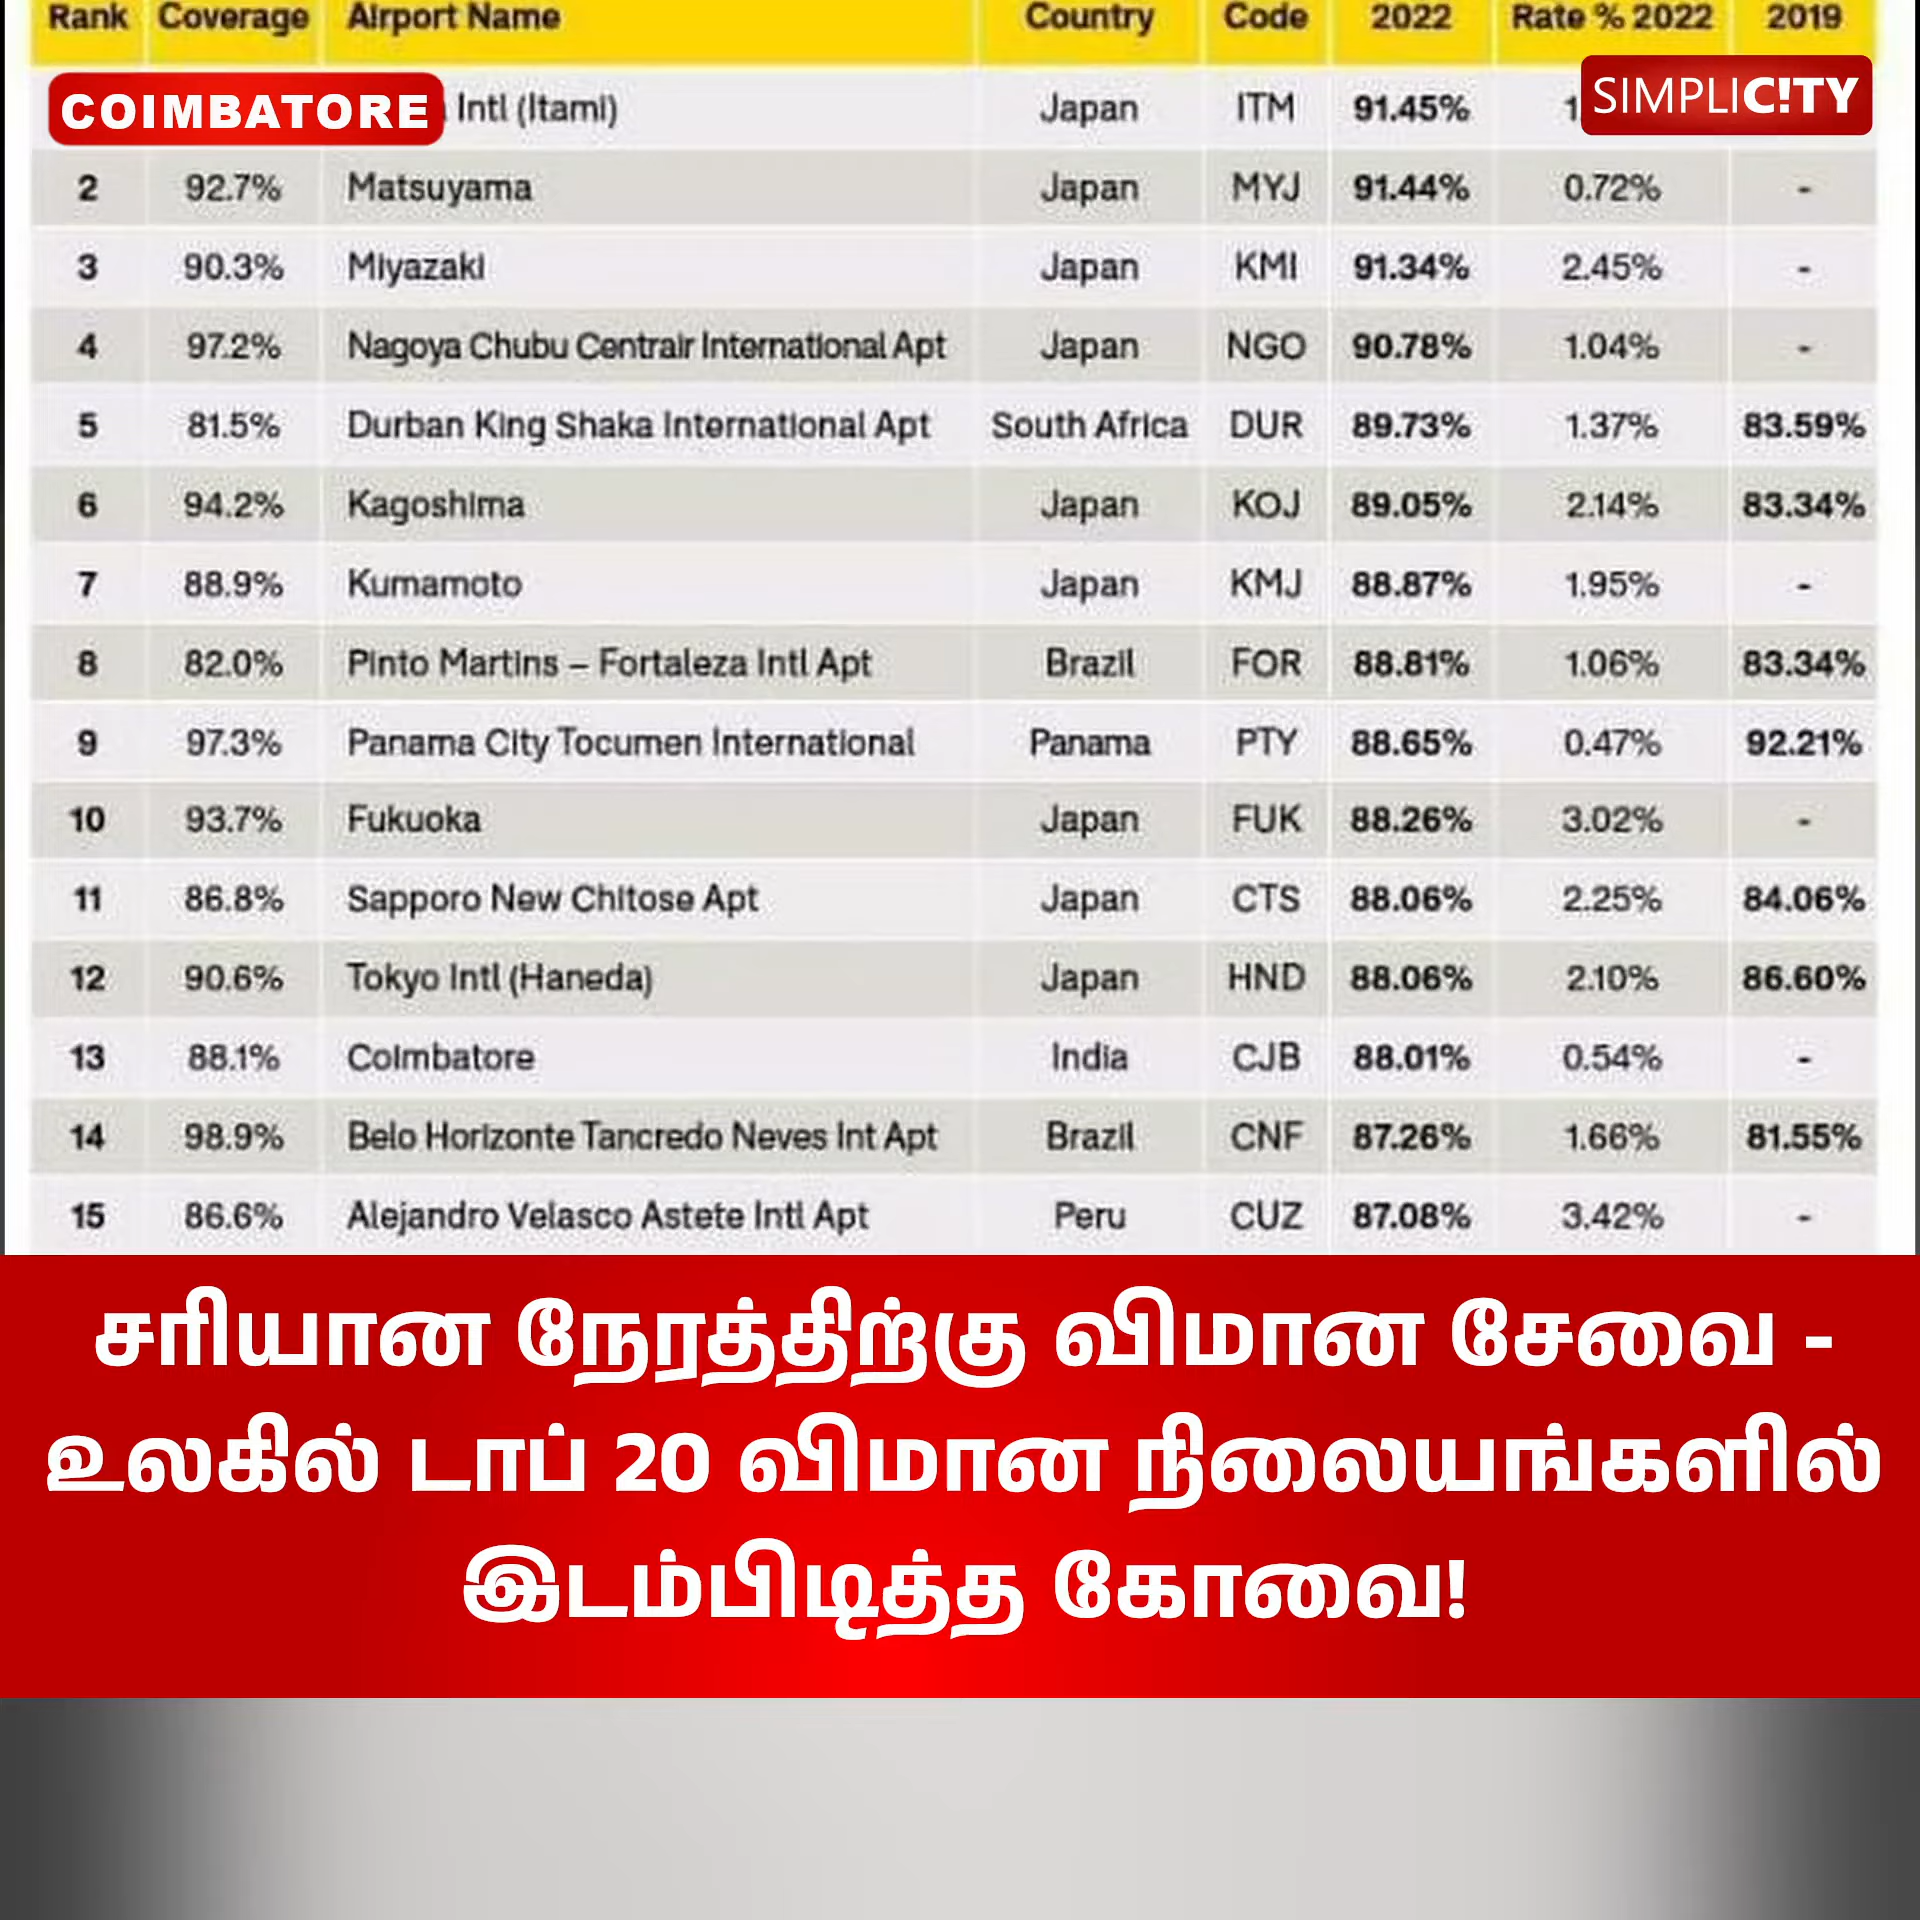 Rank Coverage Airport Name Country Code 2022 Rate % 2022 2019
COIMBATORE Intl (Itami) Japan ITM 91.45% SIMPLIC!TY
2 92.7% Matsuyama Japan MYJ 91.44% 0.72% -
3 90.3% Miyazaki Japan KMI 91.34% 2.45% -
4 97.2% Nagoya Chubu Centrair International Apt Japan NGO 90.78% 1.04% -
5 81.5% Durban King Shaka International Apt South Africa DUR 89.73% 1.37% 83.59%
6 94.2% Kagoshima Japan KOJ 89.05% 2.14% 83.34%
7 88.9% Kumamoto Japan KMJ 88.87% 1.95% -
8 82.0% Pinto Martins – Fortaleza Intl Apt Brazil FOR 88.81% 1.06% 83.34%
9 97.3% Panama City Tocumen International Panama PTY 88.65% 0.47% 92.21%
10 93.7% Fukuoka Japan FUK 88.26% 3.02% -
11 86.8% Sapporo New Chitose Apt Japan CTS 88.06% 2.25% 84.06%
12 90.6% Tokyo Intl (Haneda) Japan HND 88.06% 2.10% 86.60%
13 88.1% Coimbatore India CJB 88.01% 0.54% -
14 98.9% Belo Horizonte Tancredo Neves Int Apt Brazil CNF 87.26% 1.66% 81.55%
15 86.6% Alejandro Velasco Astete Intl Apt Peru CUZ 87.08% 3.42% -
சரியான நேரத்திற்கு விமான சேவை -
உலகில் டாப் 20 விமான நிலையங்களில்
இடம்பிடித்த கோவை!